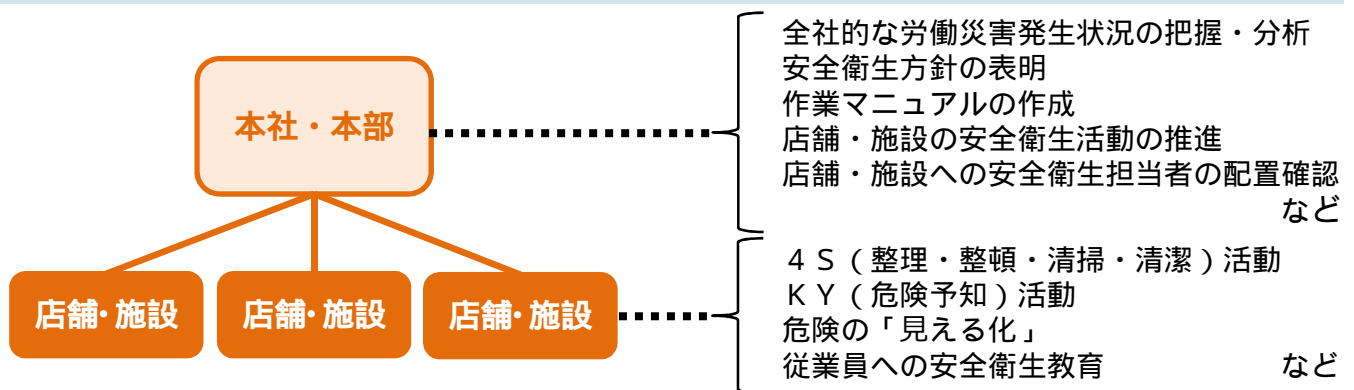 全社的な労働災害発生状況の把握・分析
安全衛生方針の表明
作業マニュアルの作成
店舗・施設の安全衛生活動の推進
店舗・施設への安全衛生担当者の配置確認
など
本社・本部
４Ｓ（整理・整頓・清掃・清潔）活動
ＫＹ（危険予知）活動
危険の「見える化」
従業員への安全衛生教育　など
店舗・施設
店舗・施設
店舗・施設